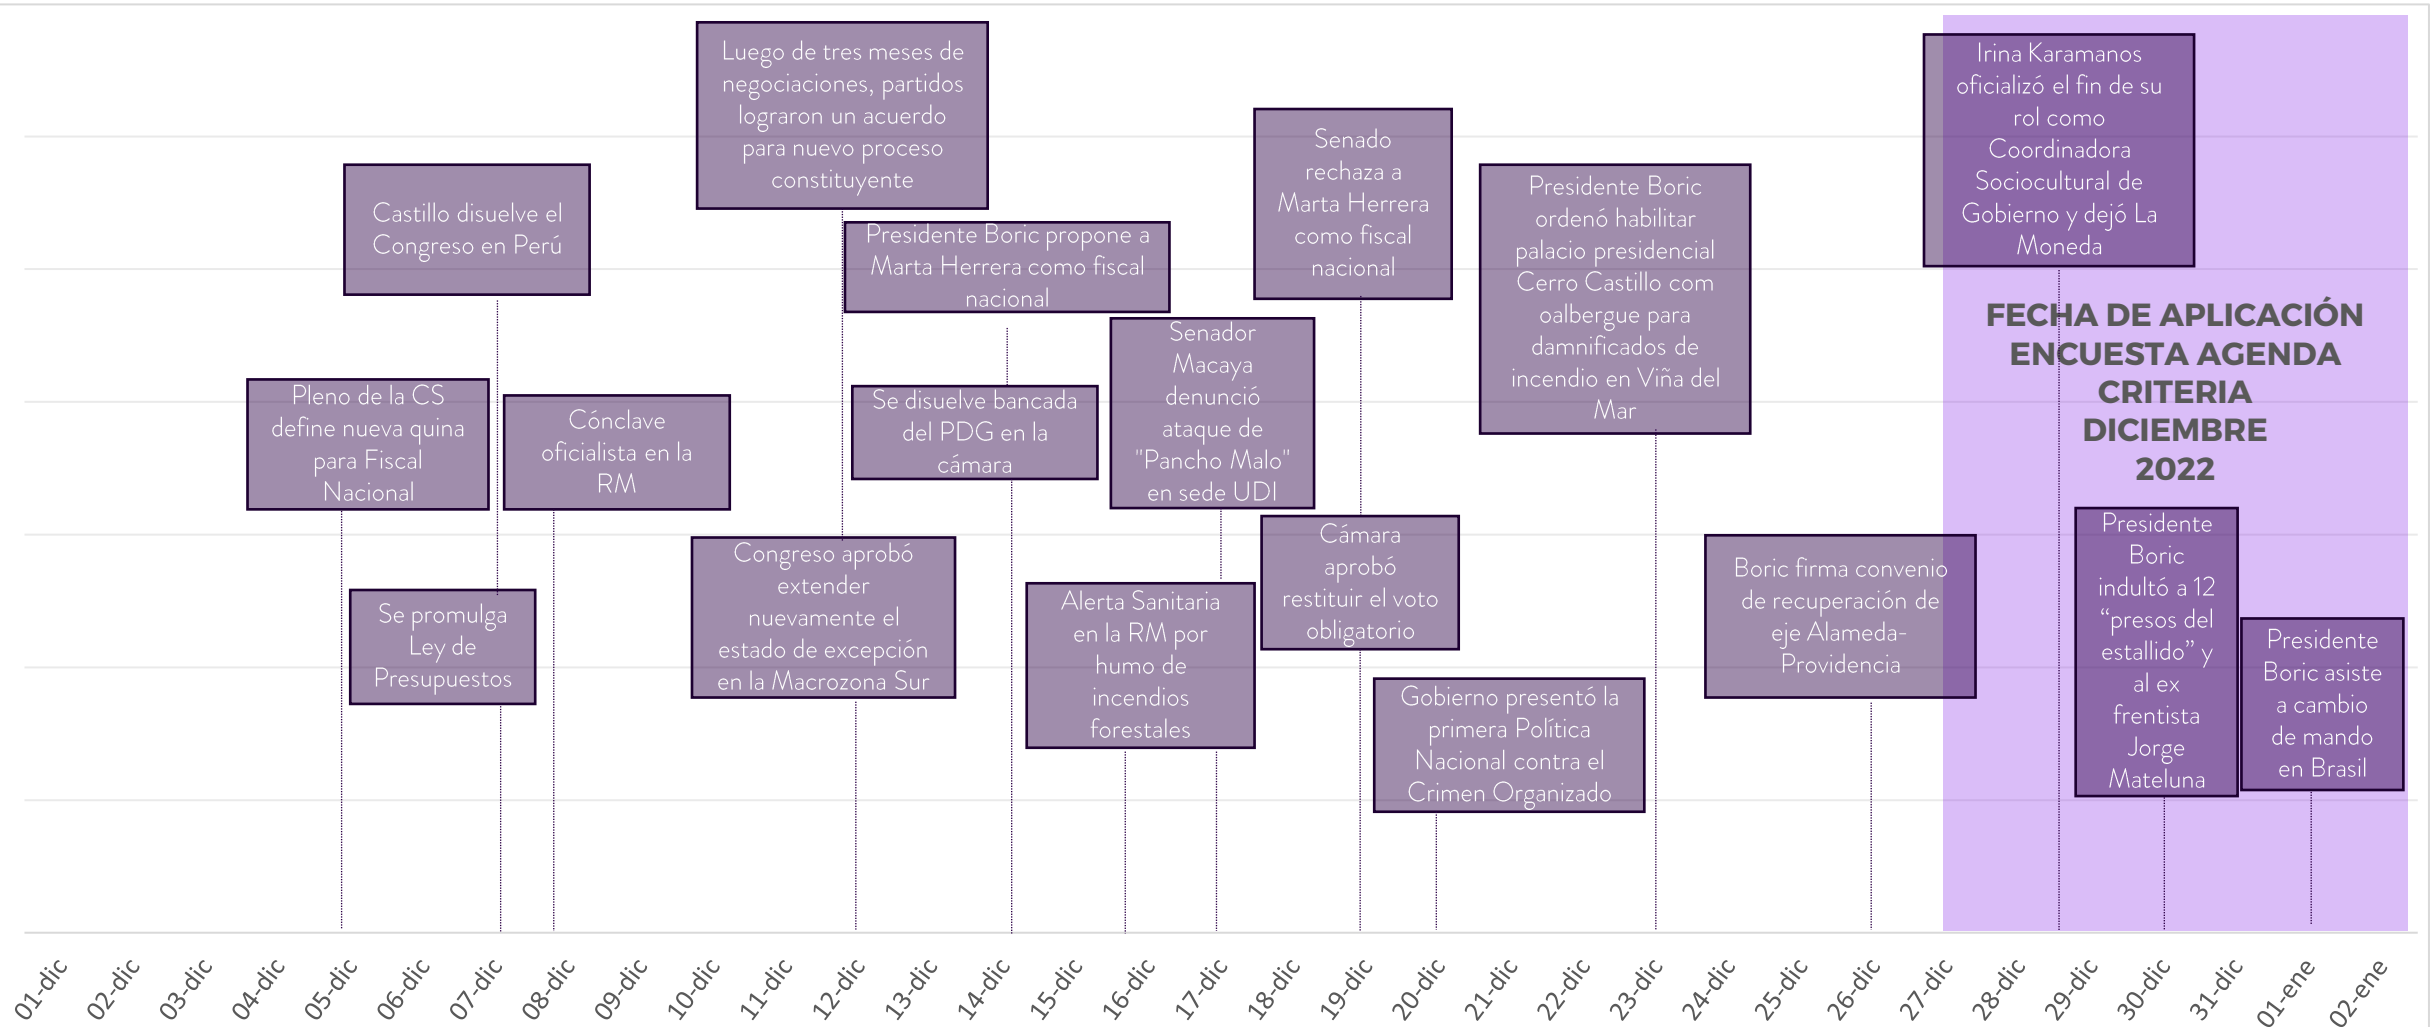 Luego de tres meses de
negociaciones, partidos
lograron un acuerdo
para nuevo proceso
constituyente
Irina Karamanos
oficializó el fin de su
rol como
Coordinadora
Sociocultural de
Gobierno y dejó La
Moneda
Senado
rechaza a
Marta Herrera
como fiscal
nacional
Castillo disuelve el
Congreso en Perú
Presidente Boric
ordenó habilitar
palacio presidencial
Cerro Castillo com
oalbergue para
damnificados de
incendio en Viña del
Mar
Presidente Boric propone a
Marta Herrera como fiscal
nacional
FECHA DE APLICACIÓN
ENCUESTA AGENDA
CRITERIA
DICIEMBRE
2022
Senador
Macaya
denunció
ataque de
"Pancho Malo"
en sede UDI
Pleno de la CS
define nueva quina
para Fiscal
Nacional
Cónclave
oficialista en la
RM
Se disuelve bancada
del PDG en la
cámara
Presidente
Boric
indultó a 12
“presos del
estallido” y
al ex
frentista
Jorge
Mateluna
Cámara
aprobó
restituir el voto
obligatorio
Congreso aprobó
extender
nuevamente el
estado de excepción
en la Macrozona Sur
Boric firma convenio
de recuperación de
eje Alameda-
Providencia
Alerta Sanitaria
en la RM por
humo de
incendios
forestales
Se promulga
Ley de
Presupuestos
Presidente
Boric asiste
a cambio
de mando
en Brasil
Gobierno presentó la
primera Política
Nacional contra el
Crimen Organizado
01-dic
02-dic
03-dic
04-dic
05-dic
06-dic
07-dic
08-dic
09-dic
10-dic
11-dic
12-dic
13-dic
14-dic
15-dic
16-dic
17-dic
18-dic
19-dic
20-dic
21-dic
22-dic
23-dic
24-dic
25-dic
26-dic
27-dic
28-dic
29-dic
30-dic
31-dic
01-ene
02-ene